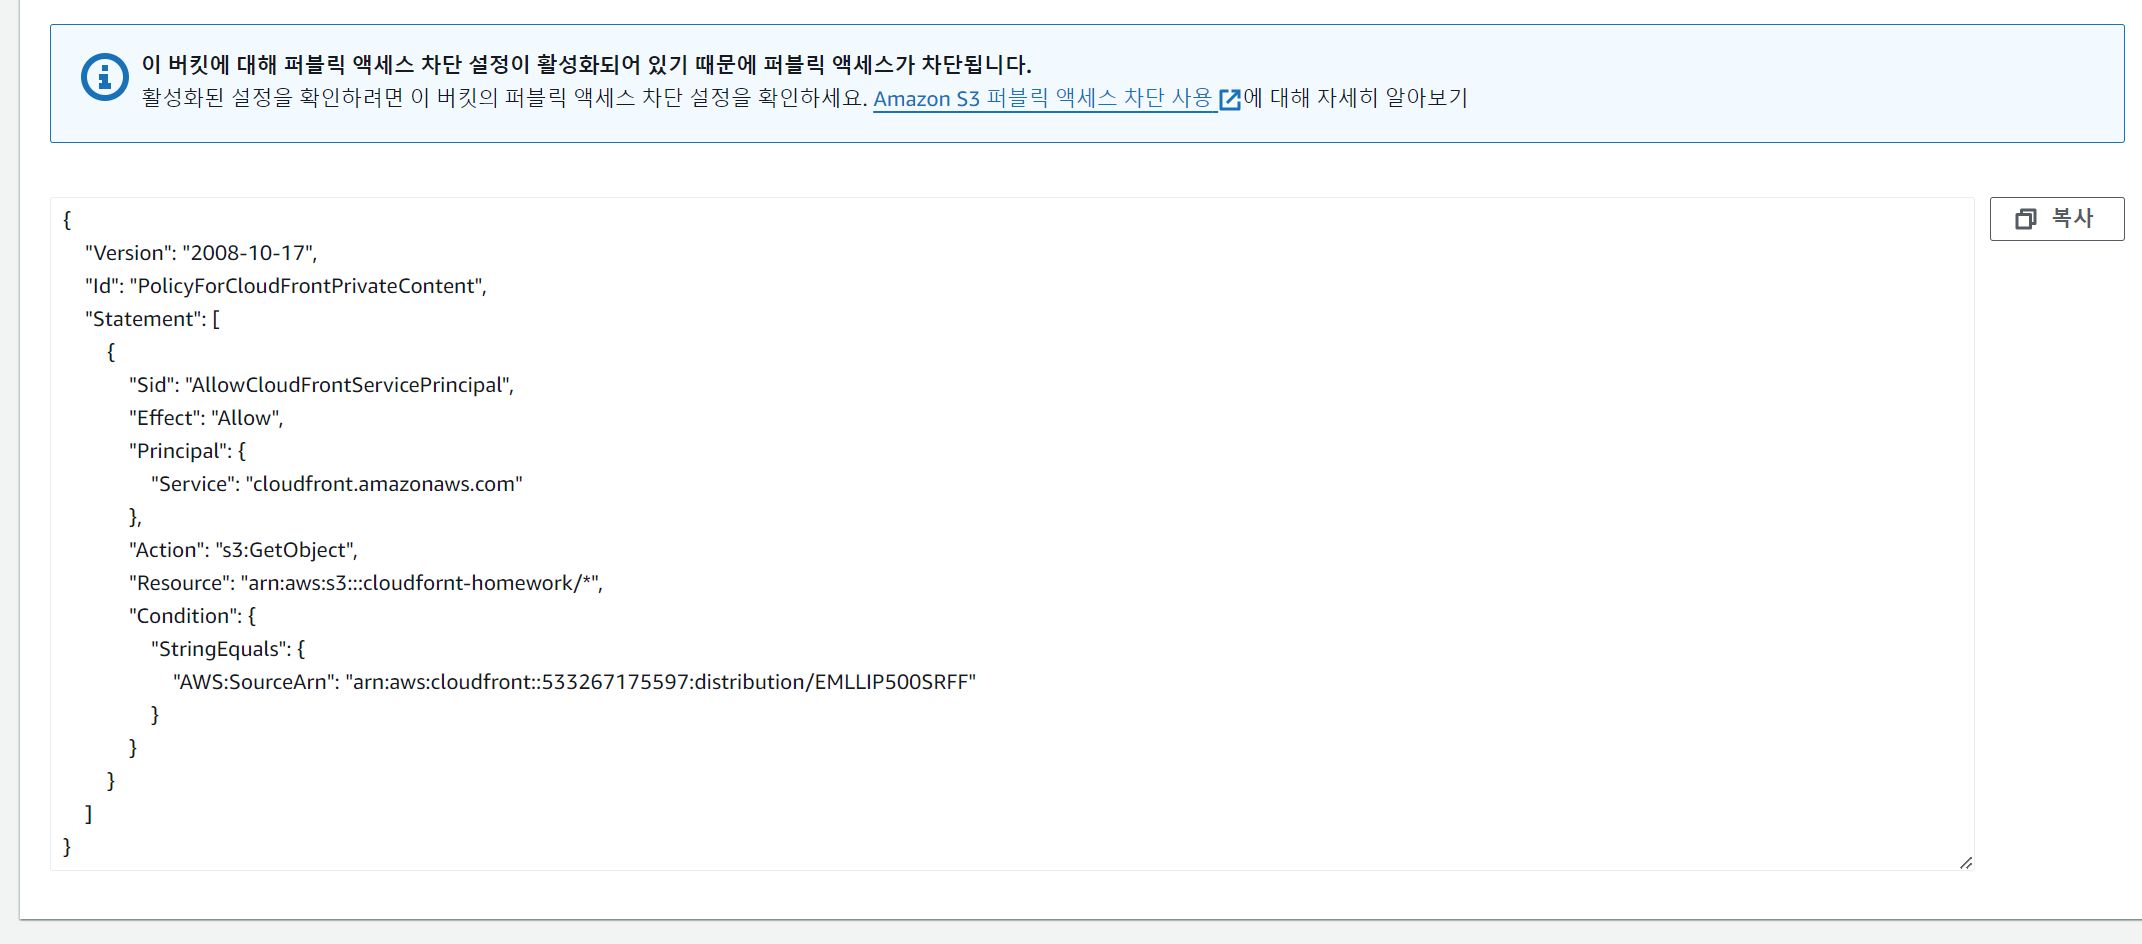 이 버킷에 대해 퍼블릭 액세스 차단 설정이 활성화되어 있기 때문에 퍼블릭 액세스가 차단됩니다.
활성화된 설정을 확인하려면 이 버킷의 퍼블릭 액세스 차단 설정을 확인하세요. Amazon S3 퍼블릭 액세스 차단 사용 에 대해 자세히 알아보기
복사
{
"Version": "2008-10-17",
"Id": "PolicyForCloudFrontPrivateContent",
"Statement": [
{
"Sid": "AllowCloudFrontServicePrincipal",
"Effect": "Allow",
"Principal": {
"Service": "cloudfront.amazonaws.com"
},
"Action": "s3:GetObject",
"Resource": "arn:aws:s3:::cloudfornt-homework/*",
"Condition": {
"StringEquals": {
"AWS:SourceArn": "arn:aws:cloudfront::533267175597:distribution/EMLLIP500SRFF"
}
}
}
]
}